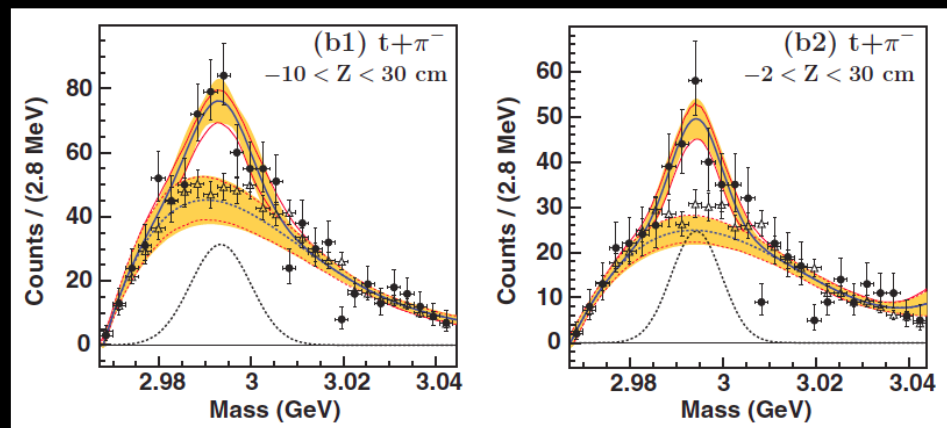 (b1) t+π⁻
−10 < Z < 30 cm
Counts / (2.8 MeV)
80
60
40
20
0
2.98
3
3.02
3.04
Mass (GeV)
(b2) t+π⁻
−2 < Z < 30 cm
Counts / (2.8 MeV)
60
50
40
30
20
10
0
2.98
3
3.02
3.04
Mass (GeV)